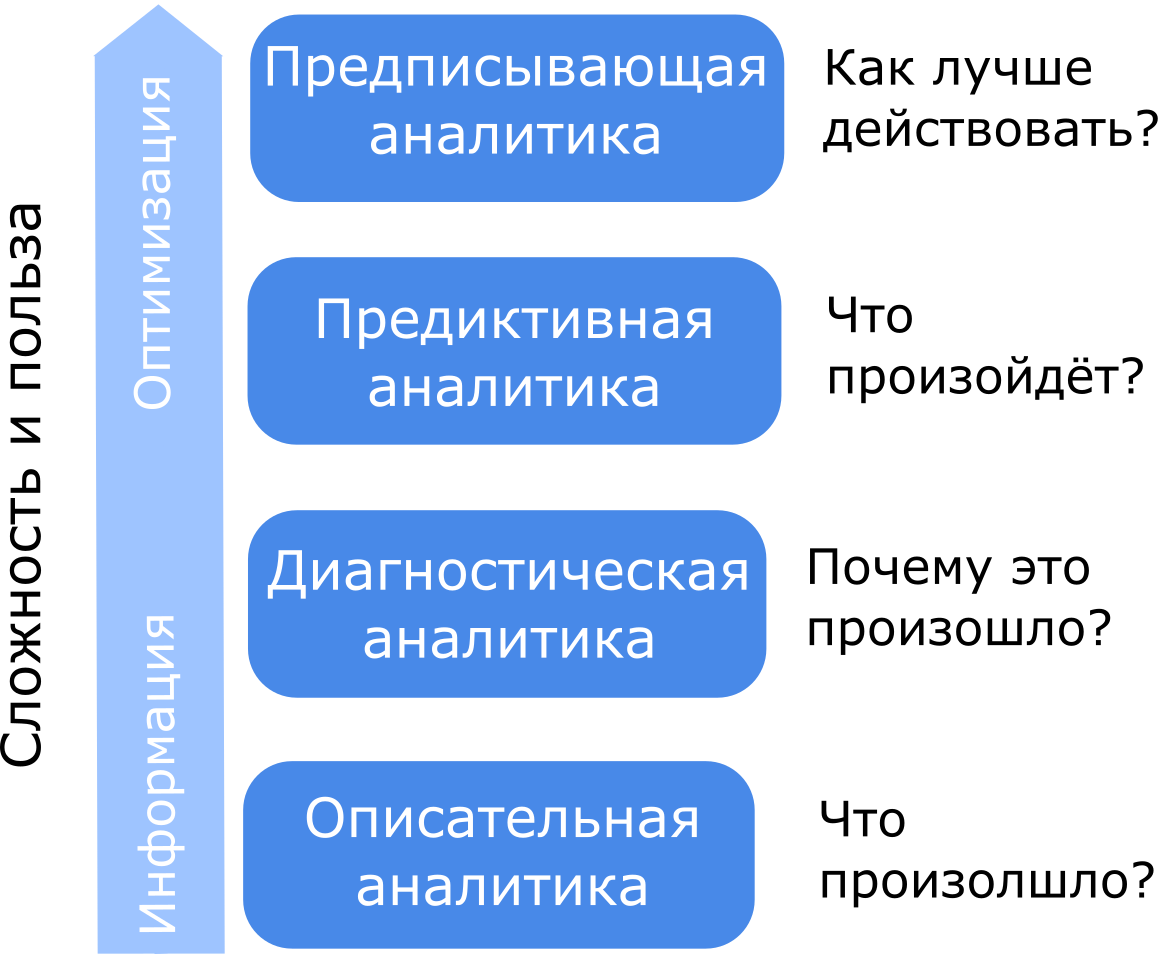 Сложность и польза
Оптимизация
Информация
Предписывающая
аналитика
Как лучше
действовать?
Предиктивная
аналитика
Что
произойдёт?
Диагностическая
аналитика
Почему это
произошло?
Описательная
аналитика
Что
произолшло?